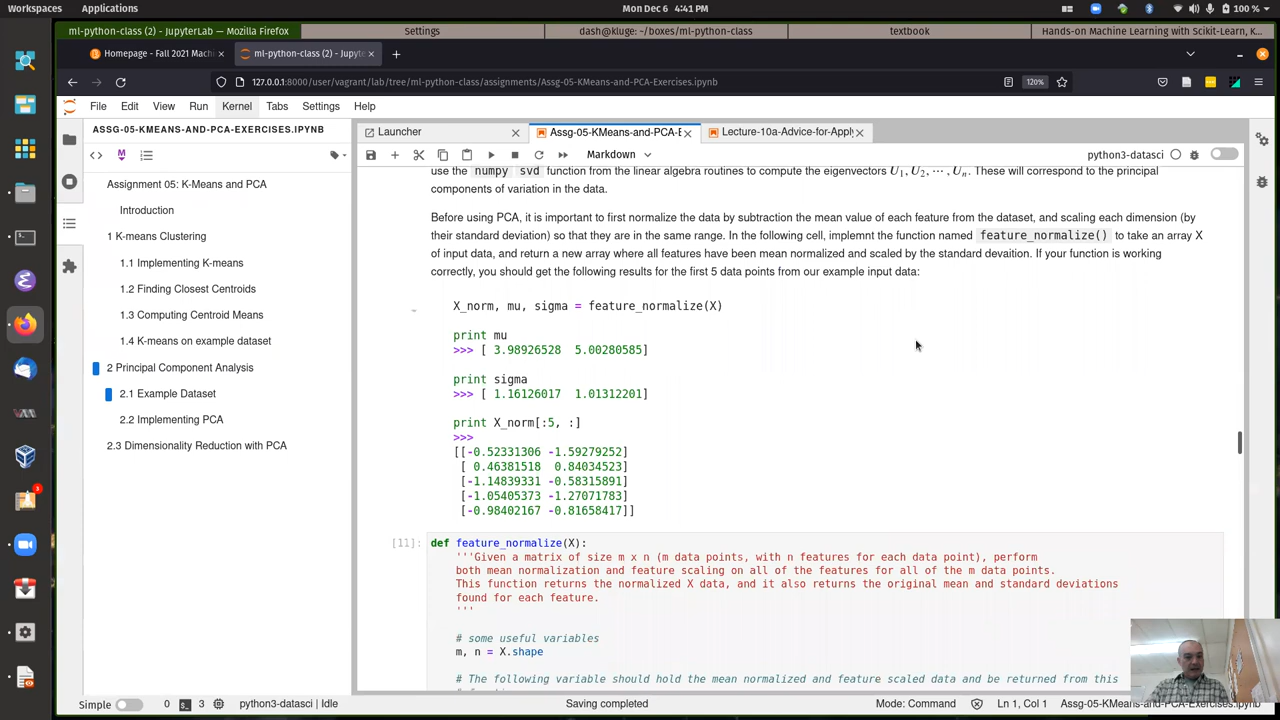 Workspaces Applications Mon Dec 6 4:41 PM 100 %
ml-python-class (2) - JupyterLab — Mozilla Firefox Settings dash@kluge: ~/boxes/ml-python-class textbook Hands-on Machine Learning with Scikit-Learn, K...
Homepage - Fall 2021 Machi ml-python-class (2) - Jupyte
127.0.0.1:8000/user/vagrant/lab/tree/ml-python-class/assignments/Assg-05-KMeans-and-PCA-Exercises.ipynb 120%
File Edit View Run Kernel Tabs Settings Help
ASSG-05-KMEANS-AND-PCA-EXERCISES.IPYNB
Launcher Assg-05-KMeans-and-PCA-E Lecture-10a-Advice-for-Apply
Markdown python3-datasci
Assignment 05: K-Means and PCA
Introduction
1 K-means Clustering
1.1 Implementing K-means
1.2 Finding Closest Centroids
1.3 Computing Centroid Means
1.4 K-means on example dataset
2 Principal Component Analysis
2.1 Example Dataset
2.2 Implementing PCA
2.3 Dimensionality Reduction with PCA
use the numpy svd function from the linear algebra routines to compute the eigenvectors U1, U2, ⋯, Un. These will correspond to the principal
components of variation in the data.
Before using PCA, it is important to first normalize the data by subtraction the mean value of each feature from the dataset, and scaling each dimension (by
their standard deviation) so that they are in the same range. In the following cell, implemnt the function named feature_normalize() to take an array X
of input data, and return a new array where all features have been mean normalized and scaled by the standard devaition. If your function is working
correctly, you should get the following results for the first 5 data points from our example input data:
X_norm, mu, sigma = feature_normalize(X)
print mu
>>> [ 3.98926528 5.00280585]
print sigma
>>> [ 1.16126017 1.01312201]
print X_norm[:5, :]
>>>
[[-0.52331306 -1.59279252]
[ 0.46381518 0.84034523]
[-1.14839331 -0.58315891]
[-1.05405373 -1.27071783]
[-0.98402167 -0.81658417]]
[11]: def feature_normalize(X):
'''Given a matrix of size m x n (m data points, with n features for each data point), perform
both mean normalization and feature scaling on all of the features for all of the m data points.
This function returns the normalized X data, and it also returns the original mean and standard deviations
found for each feature.
'''
# some useful variables
m, n = X.shape
# The following variable should hold the mean normalized and feature scaled data and be returned from this
Simple 0 3 python3-datasci | Idle Saving completed Mode: Command Ln 1, Col 1 Assg-05-KMeans-and-PCA-Exercises.ipynb